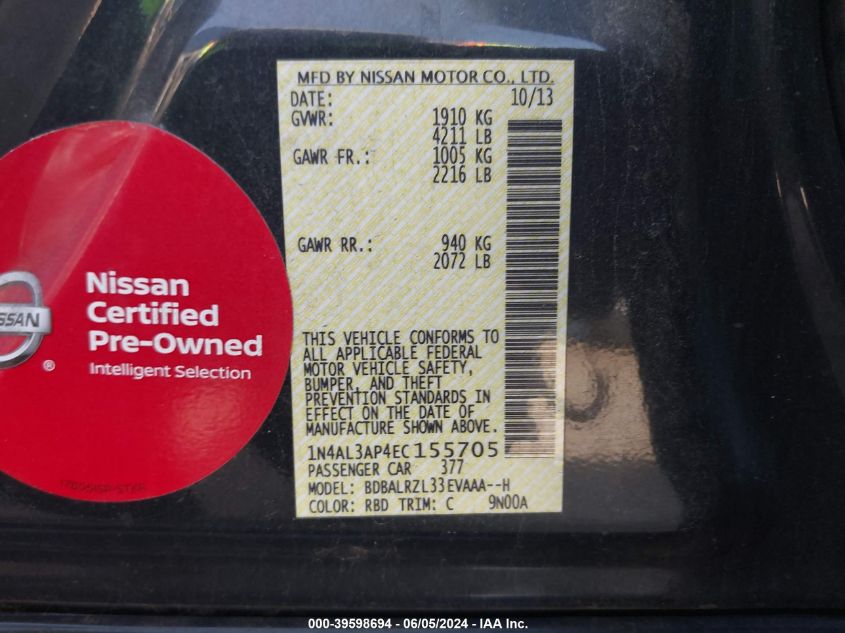 MFD BY NISSAN MOTOR CO., LTD.
DATE: 10/13
GVWR: 1910 KG
4211 LB
GAWR FR.: 1005 KG
2216 LB
GAWR RR.: 940 KG
2072 LB
THIS VEHICLE CONFORMS TO
ALL APPLICABLE FEDERAL
MOTOR VEHICLE SAFETY,
BUMPER, AND THEFT
PREVENTION STANDARDS IN
EFFECT ON THE DATE OF
MANUFACTURE SHOWN ABOVE.
1N4AL3AP4EC155705
PASSENGER CAR 377
MODEL: BDBALRZL33EVAAA--H
COLOR: RBD TRIM: C 9N00A
Nissan
Certified
Pre-Owned
Intelligent Selection
®
000-39598694 - 06/05/2024 - IAA Inc.